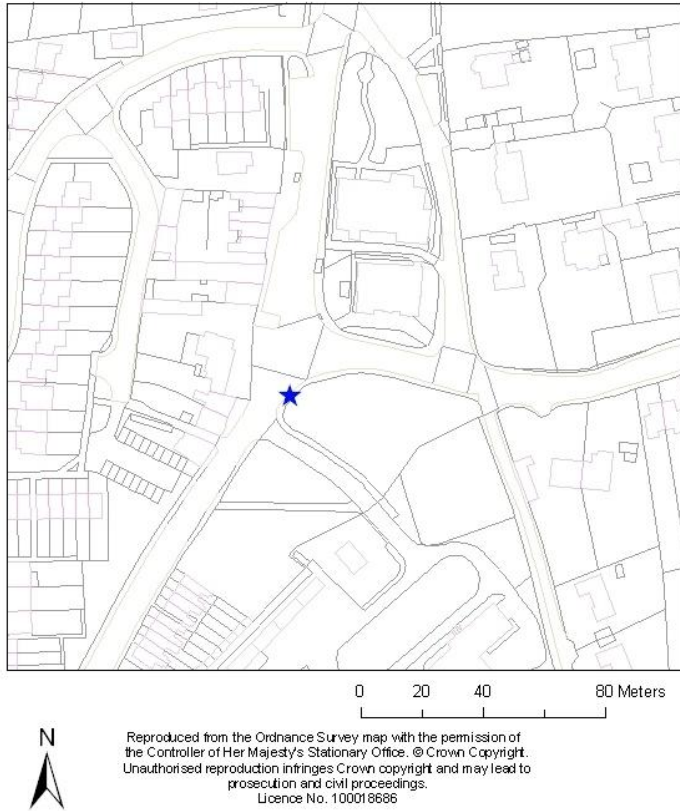 0 20 40 80 Meters
N
Reproduced from the Ordnance Survey map with the permission of
the Controller of Her Majesty's Stationary Office. © Crown Copyright.
Unauthorised reproduction infringes Crown copyright and may lead to
prosecution and civil proceedings.
Licence No. 100018686